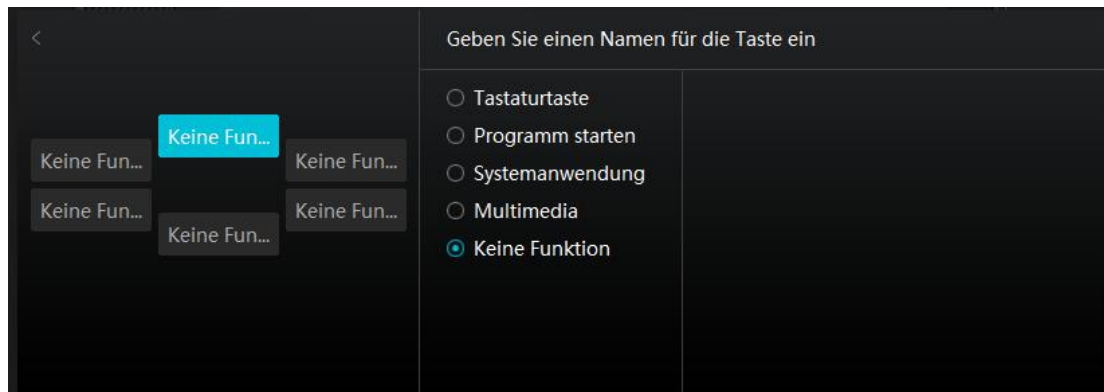 <
Geben Sie einen Namen für die Taste ein
Keine Fun...
Keine Fun...
Keine Fun...
Keine Fun...
Keine Fun...
Keine Fun...
Tastaturtaste
Programm starten
Systemanwendung
Multimedia
Keine Funktion